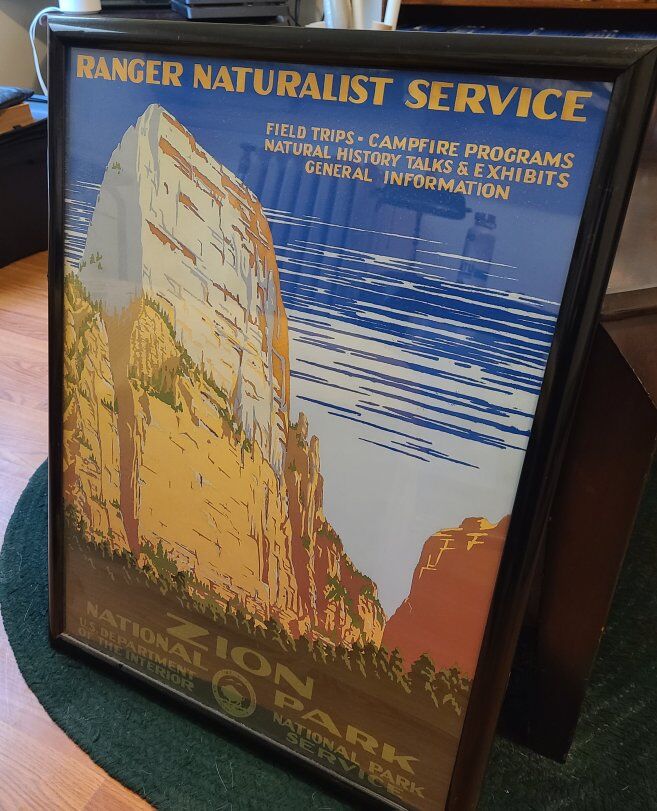 RANGER NATURALIST SERVICE
FIELD TRIPS - CAMPFIRE PROGRAMS
NATURAL HISTORY TALKS & EXHIBITS
GENERAL INFORMATION
ZION
NATIONAL PARK
U.S. DEPARTMENT
OF THE INTERIOR
NATIONAL PARK
SERVICE